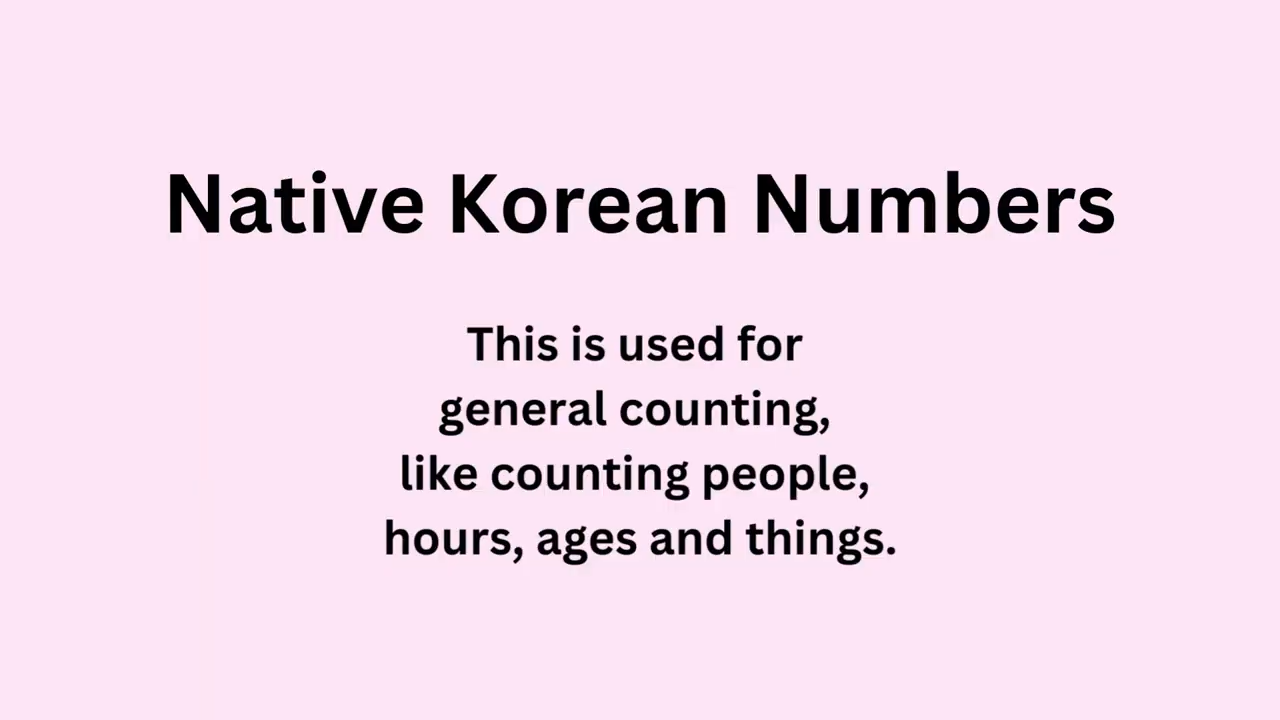 Native Korean Numbers
This is used for
general counting,
like counting people,
hours, ages and things.